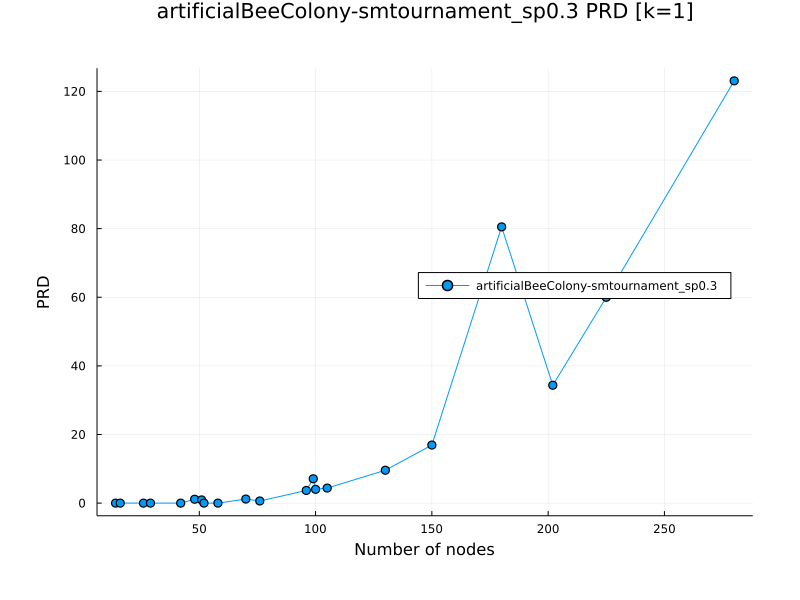 artificialBeeColony-smtournament_sp0.3 PRD [k=1]
120
100
80
60
40
20
0
PRD
artificialBeeColony-smtournament_sp0.3
50 100 150 200 250
Number of nodes